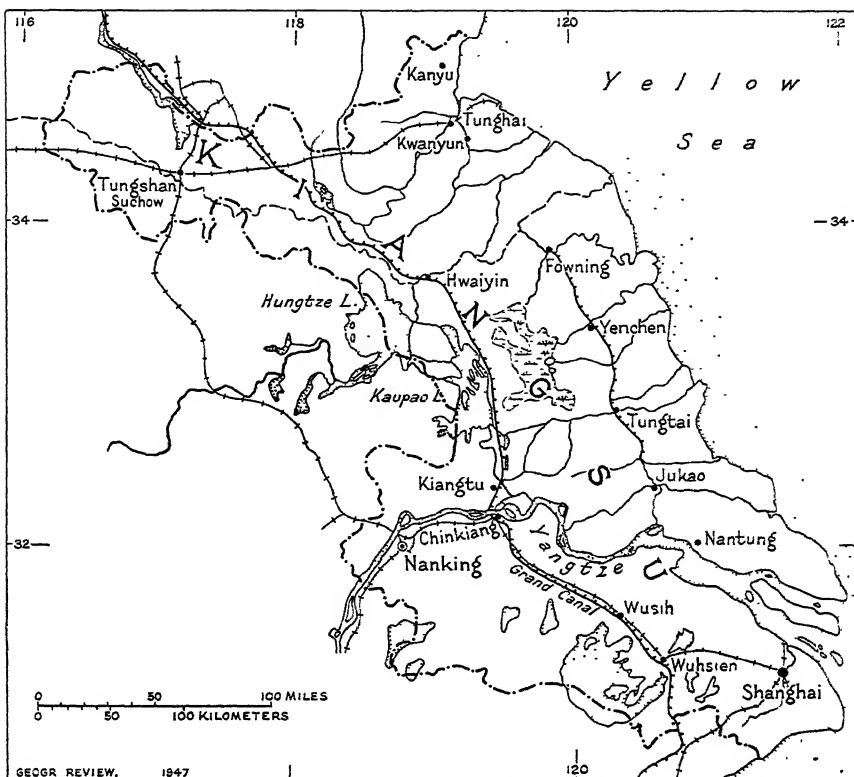 116
118
120
122
Yellow
Sea
Kanyu
Tunghai
Kwanyun
KIANGSU
Tungshan
Suchow
34
34
Hwaiyin
Fowning
Hungtze L.
Yenchen
Kaupao L.
Tungtai
Kiangtu
Jukao
Chinkiang
Nantung
32
32
Yangtze
Nanking
Grand Canal
Wusih
Wuhsien
Shanghai
0 50 100 MILES
0 50 100 KILOMETERS
GEOGR REVIEW, 1947
120